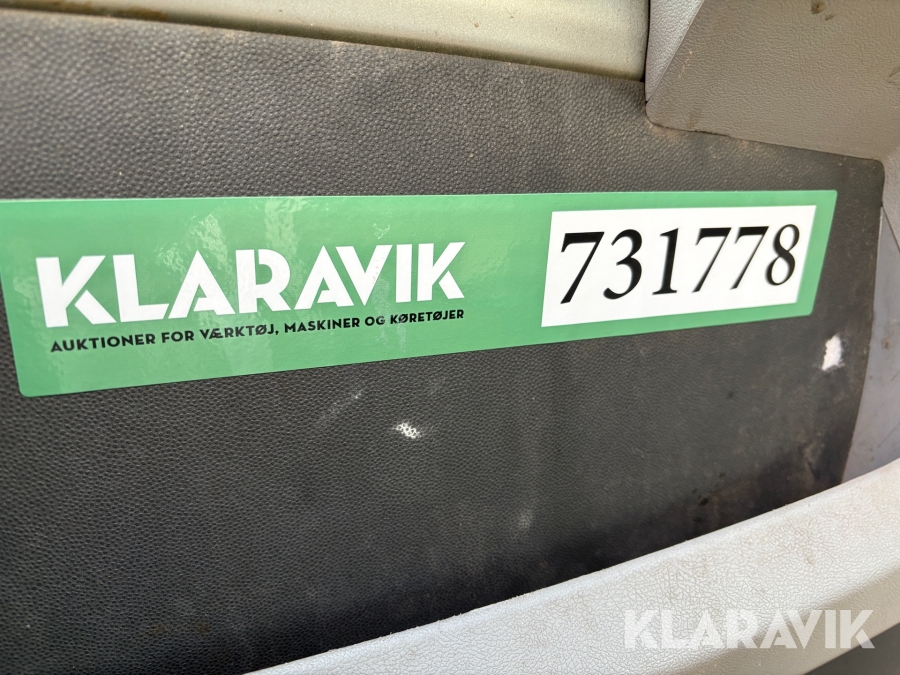 KLARAVIK
AUKTIONER FOR VÆRKTØJ, MASKINER OG KØRETØJER
731778
KLARAVIK